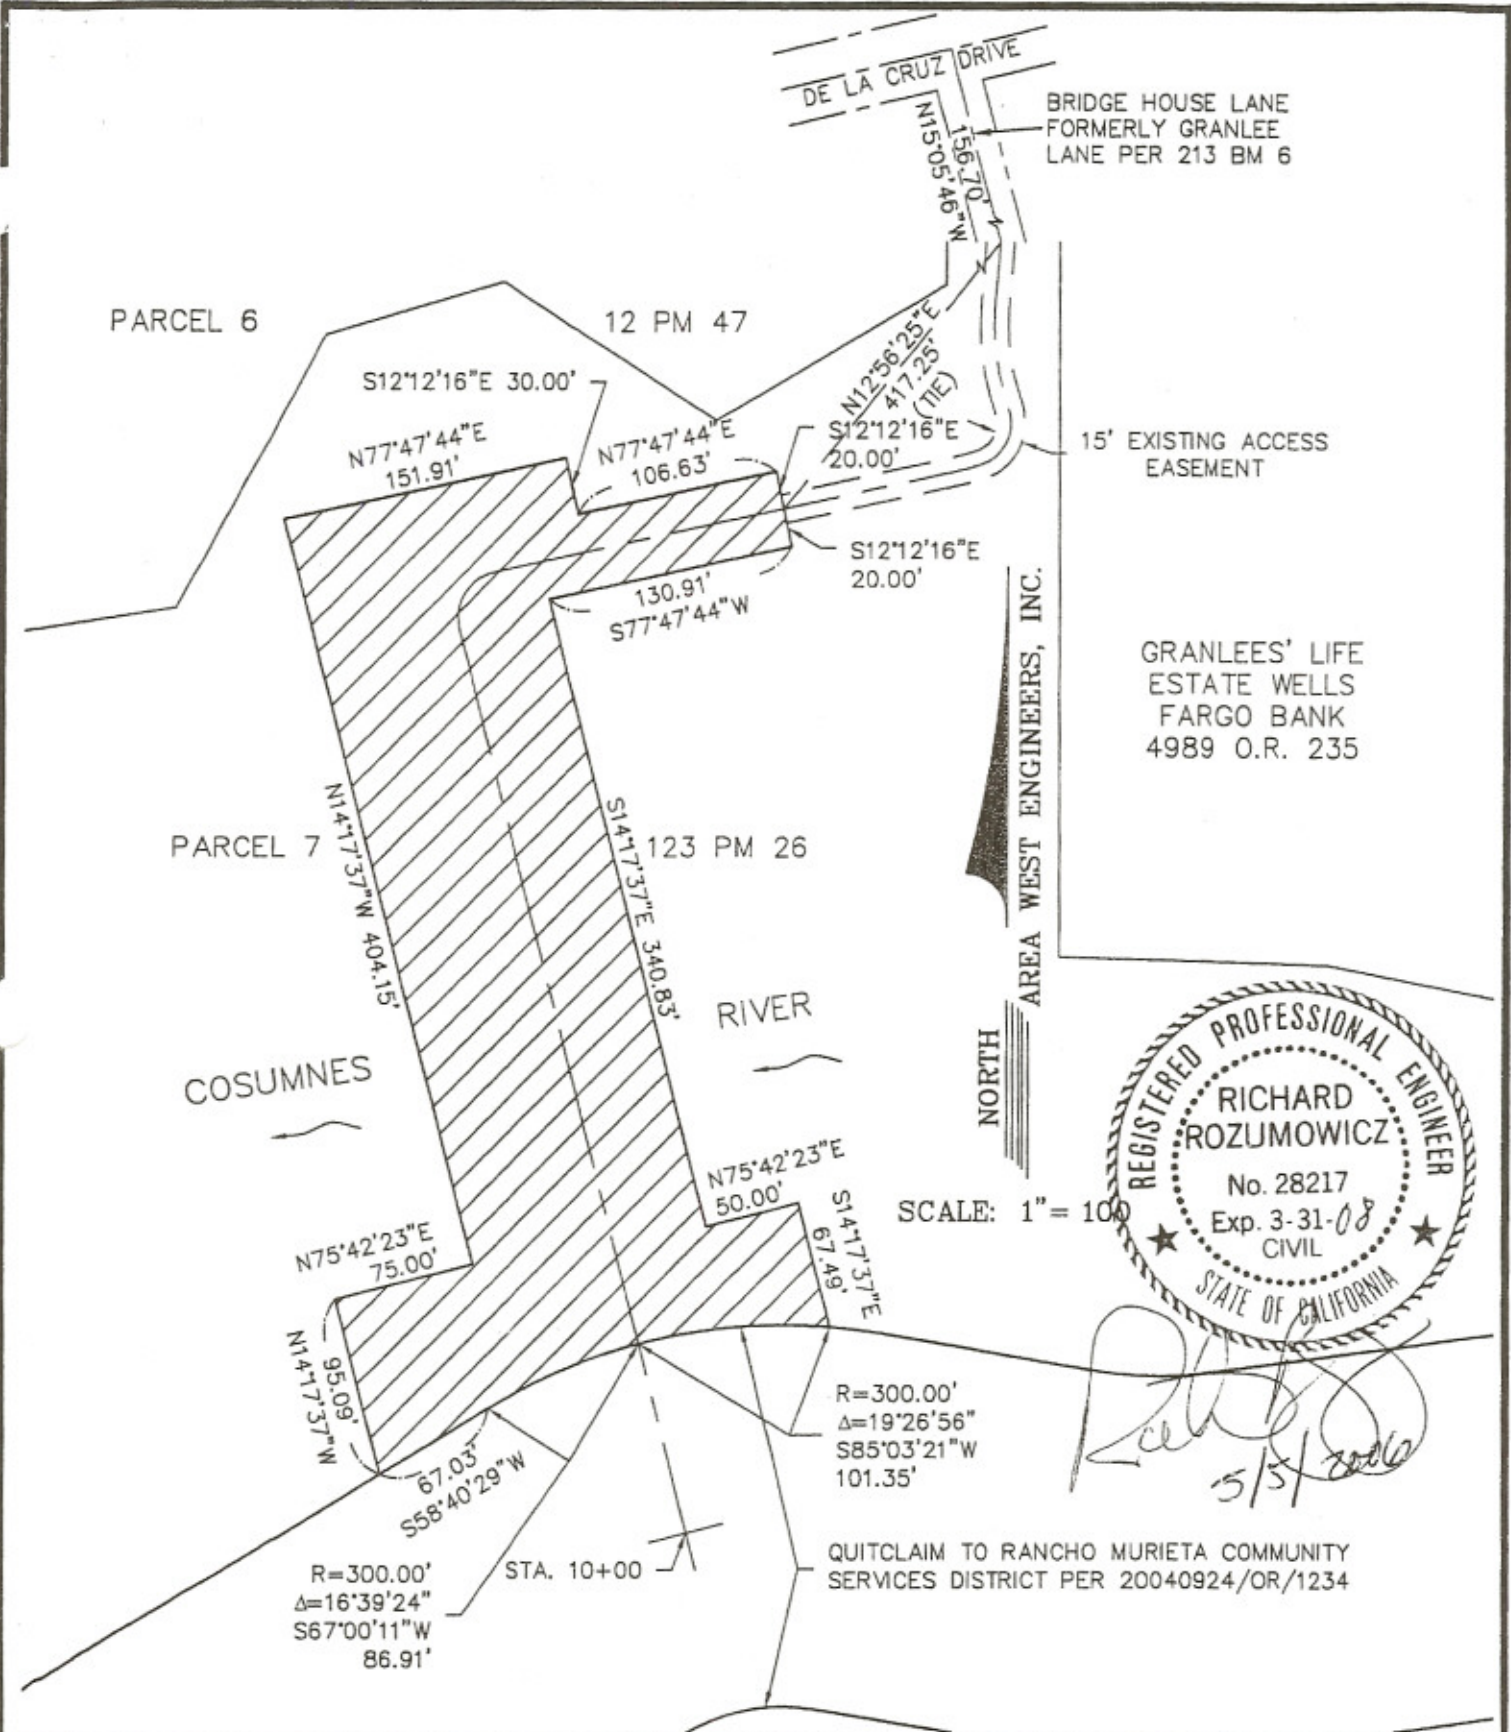 DE LA CRUZ DRIVE
BRIDGE HOUSE LANE
FORMERLY GRANLEE
LANE PER 213 BM 6
156.70'
N15°05'46"W
PARCEL 6
12 PM 47
S12°12'16"E 30.00'
N12°56'25"E
417.25'
(TIE)
N77°47'44"E
151.91'
N77°47'44"E
106.63'
S12°12'16"E
20.00'
15' EXISTING ACCESS
EASEMENT
S12°12'16"E
20.00'
130.91'
S77°47'44"W
GRANLEES' LIFE
ESTATE WELLS
FARGO BANK
4989 O.R. 235
AREA WEST ENGINEERS, INC.
NORTH
PARCEL 7
123 PM 26
N14°17'37"W 404.15'
S14°17'37"E 340.83'
RIVER
COSUMNES
SCALE: 1"= 100
REGISTERED PROFESSIONAL ENGINEER
RICHARD
ROZUMOWICZ
No. 28217
Exp. 3-31-08
CIVIL
STATE OF CALIFORNIA
5/5/2006
N75°42'23"E
50.00'
S14°17'37"E
67.49'
N75°42'23"E
75.00'
95.09'
N14°17'37"W
67.03'
S58°40'29"W
R=300.00'
Δ=19°26'56"
S85°03'21"W
101.35'
STA. 10+00
R=300.00'
Δ=16°39'24"
S67°00'11"W
86.91'
QUITCLAIM TO RANCHO MURIETA COMMUNITY
SERVICES DISTRICT PER 20040924/OR/1234